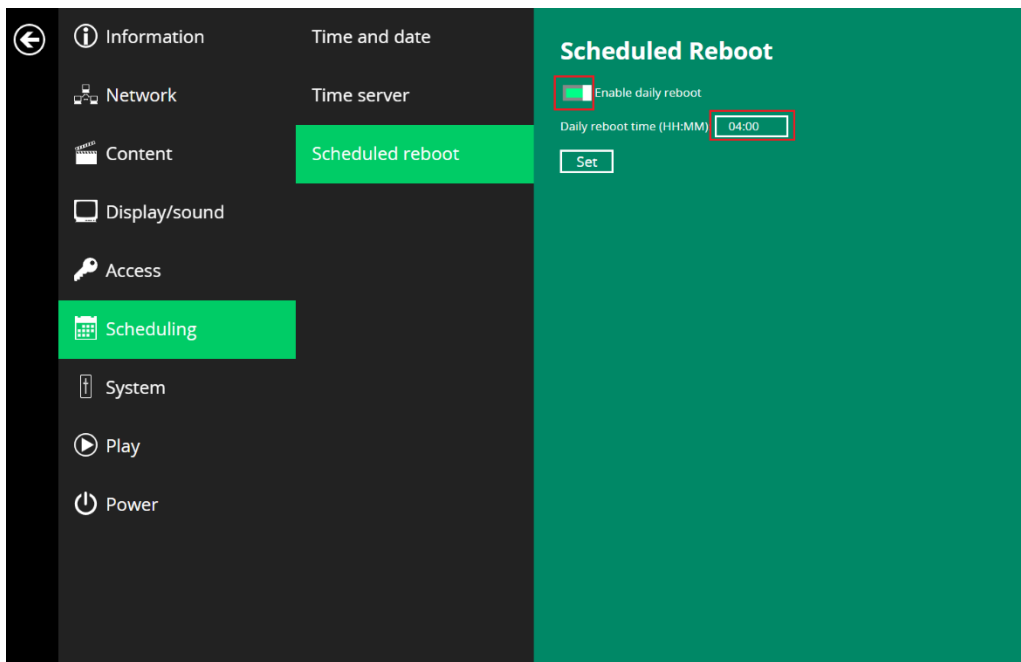 Information
Network
Content
Display/sound
Access
Scheduling
System
Play
Power
Time and date
Time server
Scheduled reboot
Scheduled Reboot
Enable daily reboot
Daily reboot time (HH:MM) 04:00
Set